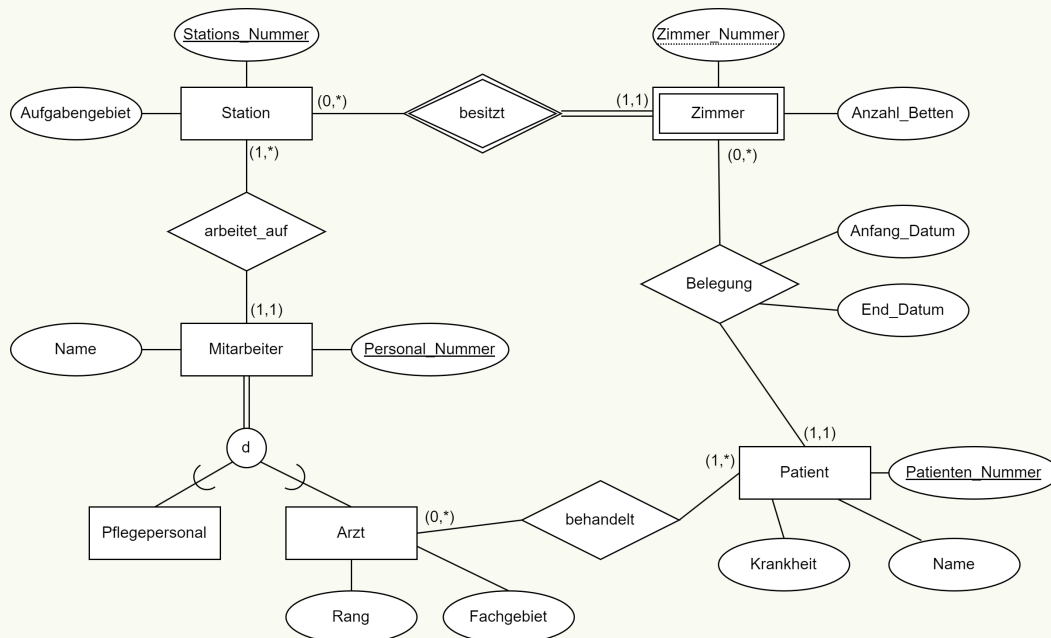 Stations_Nummer
Zimmer_Nummer
Aufgabengebiet
Station
(0,*)
besitzt
(1,1)
Zimmer
Anzahl_Betten
(1,*)
(0,*)
arbeitet_auf
Anfang_Datum
Belegung
End_Datum
(1,1)
Name
Mitarbeiter
Personal_Nummer
d
(1,1)
(1,*)
Patient
Patienten_Nummer
(0,*)
behandelt
Pflegepersonal
Arzt
Krankheit
Name
Rang
Fachgebiet